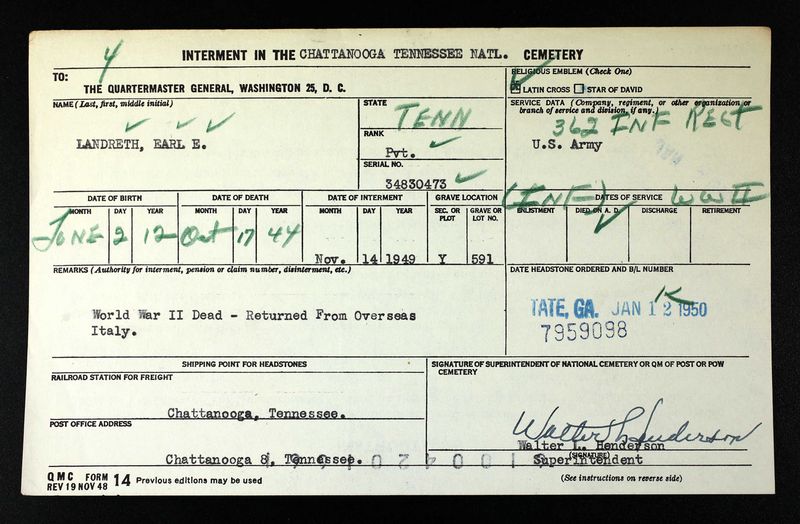 4
INTERMENT IN THE CHATTANOOGA TENNESSEE NATL. CEMETERY
TO:
THE QUARTERMASTER GENERAL, WASHINGTON 25, D. C.
RELIGIOUS EMBLEM (Check One)
LATIN CROSS STAR OF DAVID
NAME (Last, first, middle initial)
LANDRETH, EARL E.
STATE
TENN
RANK
Pvt.
SERIAL NO.
34830473
SERVICE DATA (Company, regiment, or other organization or branch of service and division, if any.)
362 INF REGT
U.S. Army
(INF) WW II
DATE OF BIRTH DATE OF DEATH DATE OF INTERMENT GRAVE LOCATION DATES OF SERVICE
MONTH DAY YEAR MONTH DAY YEAR MONTH DAY YEAR SEC. OR PLOT GRAVE OR LOT NO. ENLISTMENT DIED ON A. D. DISCHARGE RETIREMENT
JUNE 2 12 Oct 17 44
Nov. 14 1949 Y 591
REMARKS (Authority for interment, pension or claim number, disinterment, etc.)
World War II Dead - Returned From Overseas
Italy.
DATE HEADSTONE ORDERED AND B/L NUMBER
TATE, GA. JAN 12 1950
7959098
SHIPPING POINT FOR HEADSTONES
RAILROAD STATION FOR FREIGHT
Chattanooga, Tennessee.
POST OFFICE ADDRESS
Chattanooga 8, Tennessee.
SIGNATURE OF SUPERINTENDENT OF NATIONAL CEMETERY OR QM OF POST OR POW CEMETERY
Walter L. Henderson
Walter L. Henderson
(SIGNATURE)
Superintendent
QMC FORM 14 Previous editions may be used
REV 19 NOV 48
(See instructions on reverse side)